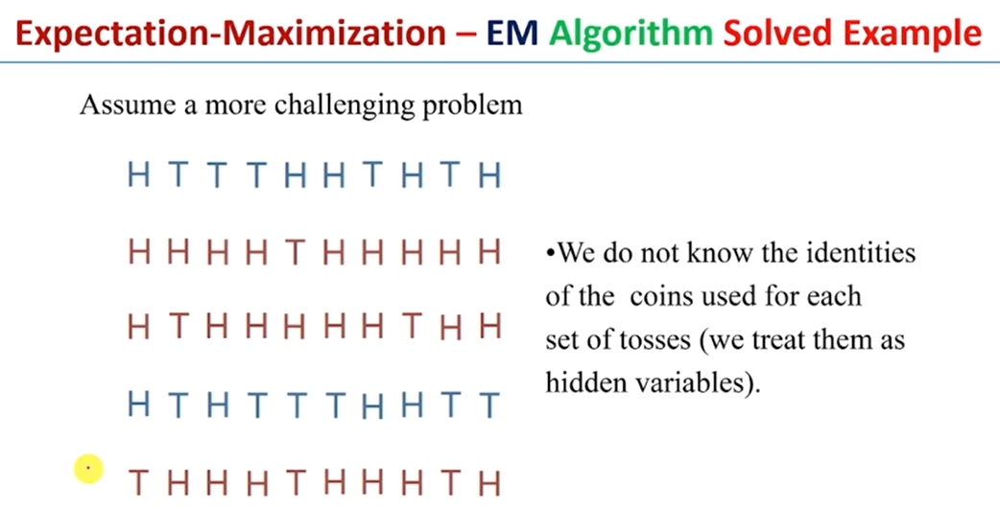 Expectation-Maximization – EM Algorithm Solved Example
Assume a more challenging problem
H T T T H H T H T H
H H H H T H H H H H
•We do not know the identities
of the coins used for each
H T H H H H H T H H
set of tosses (we treat them as
hidden variables).
H T H T T T H H T T
T H H H T H H H T H